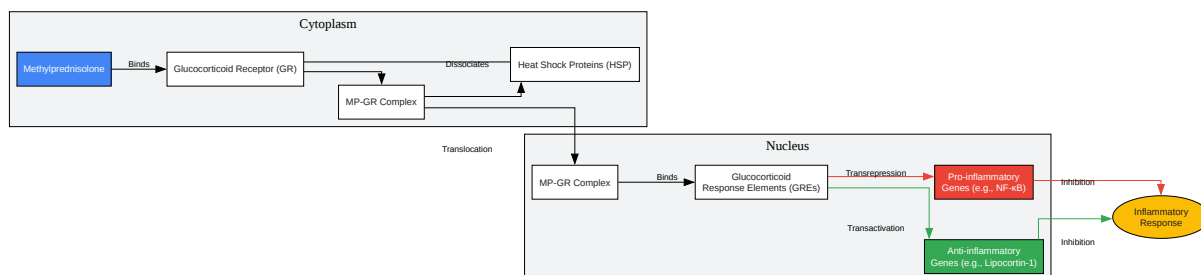 Cytoplasm
Methylprednisolone
Binds
Glucocorticoid Receptor (GR)
Dissociates
Heat Shock Proteins (HSP)
MP-GR Complex
Translocation
Nucleus
MP-GR Complex
Binds
Glucocorticoid
Response Elements (GREs)
Transrepression
Pro-inflammatory
Genes (e.g., NF-κB)
Inhibition
Inflammatory
Response
Transactivation
Anti-inflammatory
Genes (e.g., Lipocortin-1)
Inhibition